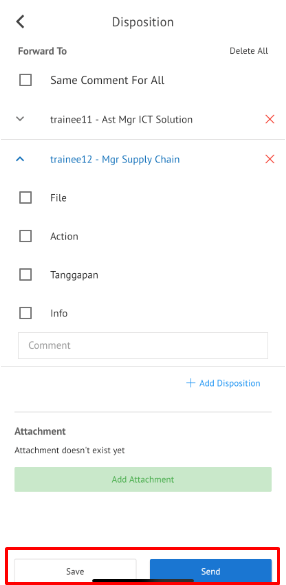 Disposition
Forward To
Delete All
Same Comment For All
trainee11 - Ast Mgr ICT Solution
trainee12 - Mgr Supply Chain
File
Action
Tanggapan
Info
Comment
+ Add Disposition
Attachment
Attachment doesn't exist yet
Add Attachment
Save
Send